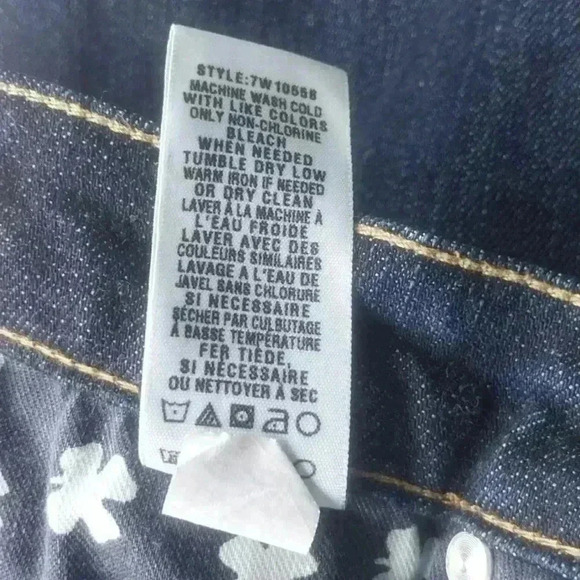 STYLE:7W10558
MACHINE WASH COLD
WITH LIKE COLORS
ONLY NON-CHLORINE
BLEACH
WHEN NEEDED
TUMBLE DRY LOW
WARM IRON IF NEEDED
OR DRY CLEAN
LAVER À LA MACHINE À
L'EAU FROIDE
LAVER AVEC DES
COULEURS SIMILAIRES
LAVAGE A L'EAU DE
JAVEL SANS CHLORURE
SI NECESSAIRE
SÉCHER PAR CULBUTAGE
À BASSE TEMPÉRATURE
FER TIÈDE,
SI NÉCESSAIRE
OU NETTOYER À SEC